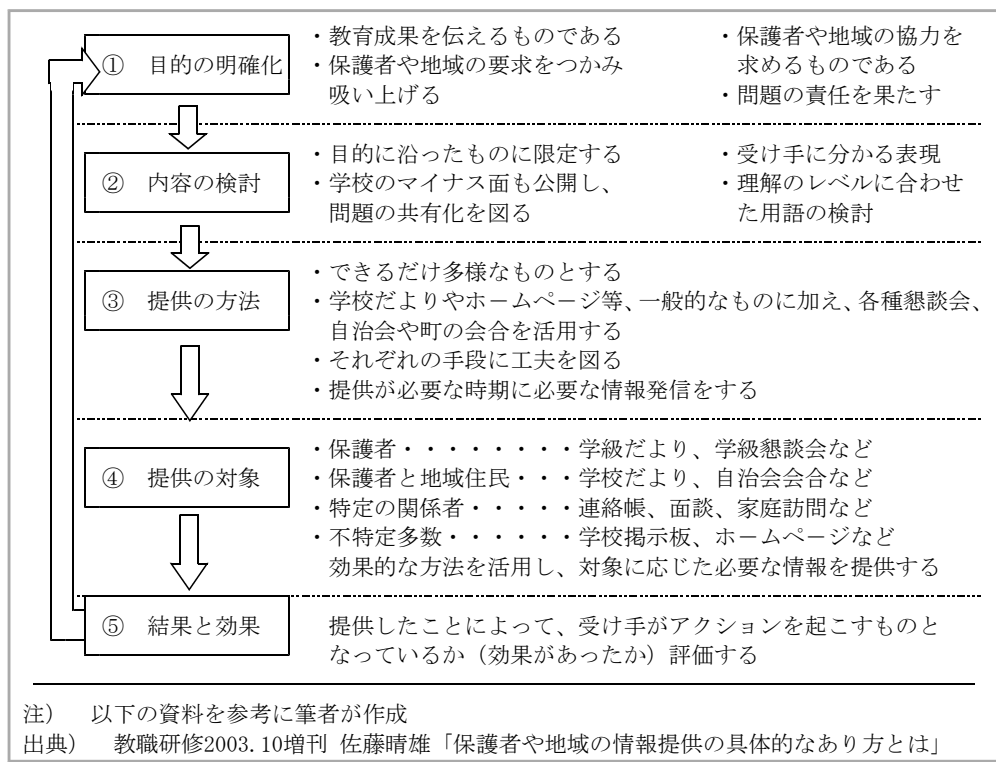 ① 目的の明確化
・教育成果を伝えるものである
・保護者や地域の要求をつかみ
吸い上げる
・保護者や地域の協力を
求めるものである
・問題の責任を果たす
② 内容の検討
・目的に沿ったものに限定する
・学校のマイナス面も公開し、
問題の共有化を図る
・受け手に分かる表現
・理解のレベルに合わせ
た用語の検討
③ 提供の方法
・できるだけ多様なものとする
・学校だよりやホームページ等、一般的なものに加え、各種懇談会、
自治会や町の会合を活用する
・それぞれの手段に工夫を図る
・提供が必要な時期に必要な情報発信をする
④ 提供の対象
・保護者・・・・・・・・学級だより、学級懇談会など
・保護者と地域住民・・・学校だより、自治会会合など
・特定の関係者・・・・・連絡帳、面談、家庭訪問など
・不特定多数・・・・・・学校掲示板、ホームページなど
効果的な方法を活用し、対象に応じた必要な情報を提供する
⑤ 結果と効果
提供したことによって、受け手がアクションを起こすものと
なっているか（効果があったか）評価する
注） 以下の資料を参考に筆者が作成
出典） 教職研修2003.10増刊 佐藤晴雄「保護者や地域の情報提供の具体的なあり方とは」